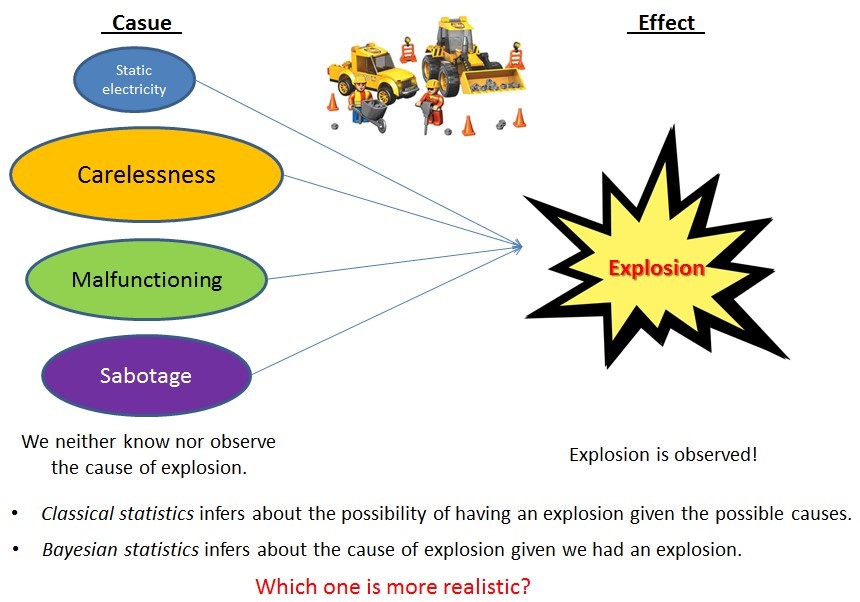 Casue
Effect
Static
electricity
Carelessness
Malfunctioning
Sabotage
Explosion
We neither know nor observe
the cause of explosion.
Explosion is observed!
• Classical statistics infers about the possibility of having an explosion given the possible causes.
• Bayesian statistics infers about the cause of explosion given we had an explosion.
Which one is more realistic?